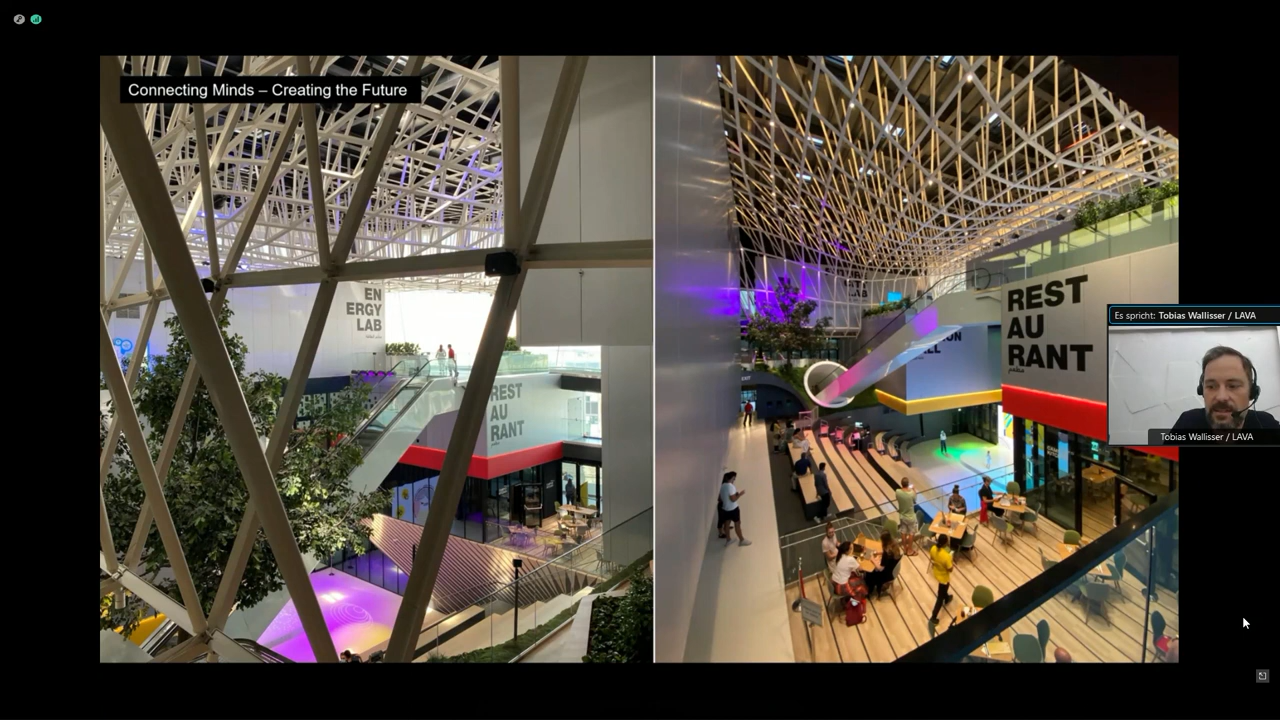 Connecting Minds – Creating the Future
EN
ERGY
LAB
REST
AU
RANT
LAB
REST
AU
RANT
Es spricht: Tobias Wallisser / LAVA
Tobias Wallisser / LAVA